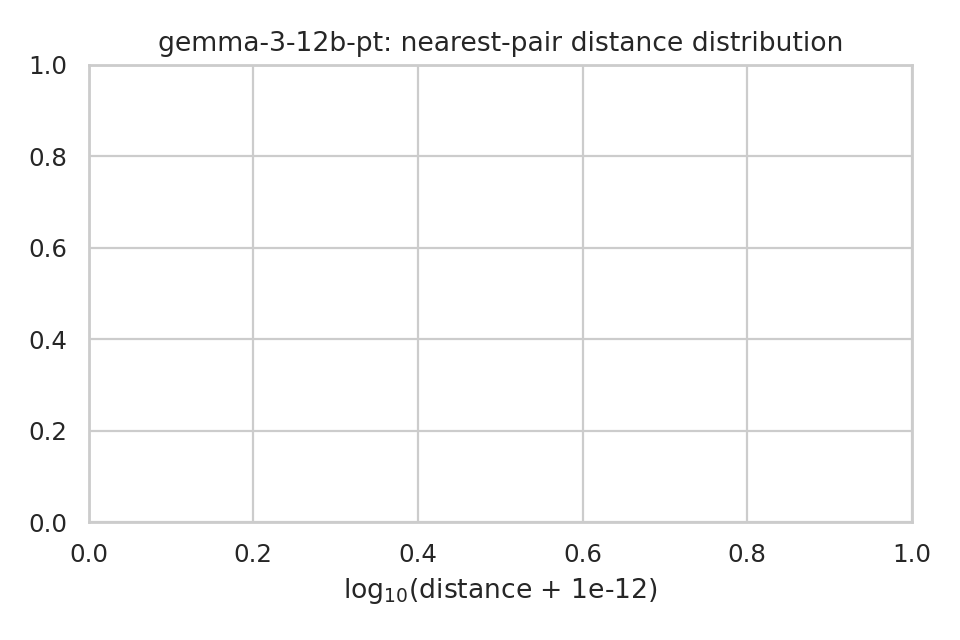 gemma-3-12b-pt: nearest-pair distance distribution
1.0
0.8
0.6
0.4
0.2
0.0
0.0 0.2 0.4 0.6 0.8 1.0
log₁₀(distance + 1e-12)